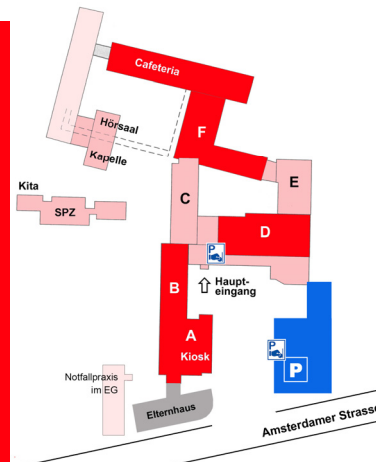 Cafeteria
Hörsaal
F
Kapelle
E
Kita
C
SPZ
D
P
B
Haupt-
eingang
A
P
Kiosk
P
Notfallpraxis
im EG
Elternhaus
Amsterdamer Strasse